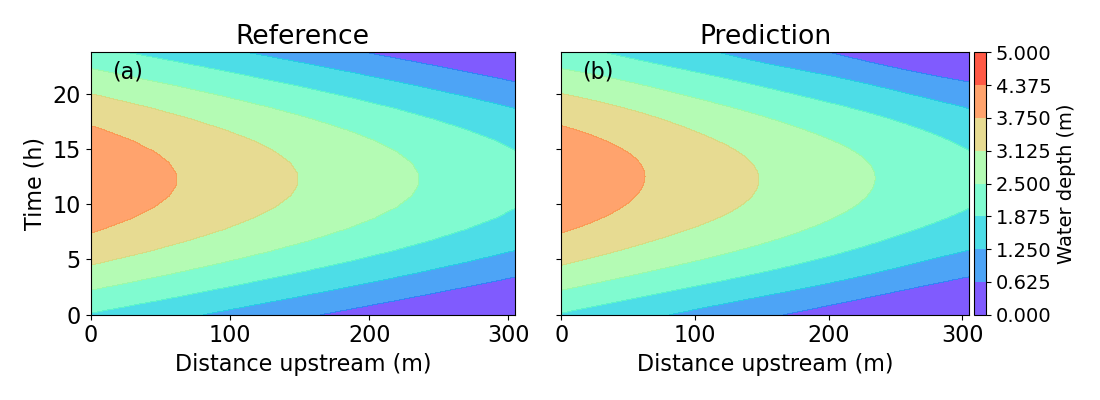 Reference
Prediction
(a)
(b)
Time (h)
20
15
10
5
0
0
100
200
300
Distance upstream (m)
0
100
200
300
Distance upstream (m)
5.000
4.375
3.750
3.125
2.500
1.875
1.250
0.625
0.000
Water depth (m)